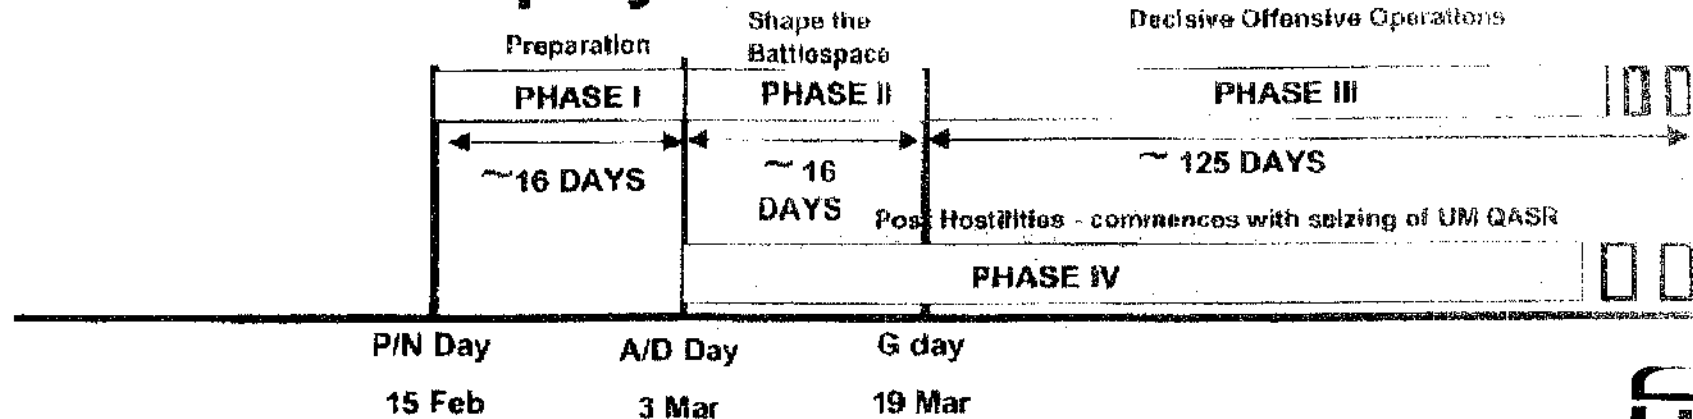 Preparation
Shape the
Battlespace
Decisive Offensive Operations
PHASE I
PHASE II
PHASE III
~16 DAYS
~ 16
DAYS
~ 125 DAYS
Post Hostilities - commences with seizing of UM QASR
PHASE IV
P/N Day
A/D Day
G day
15 Feb
3 Mar
19 Mar